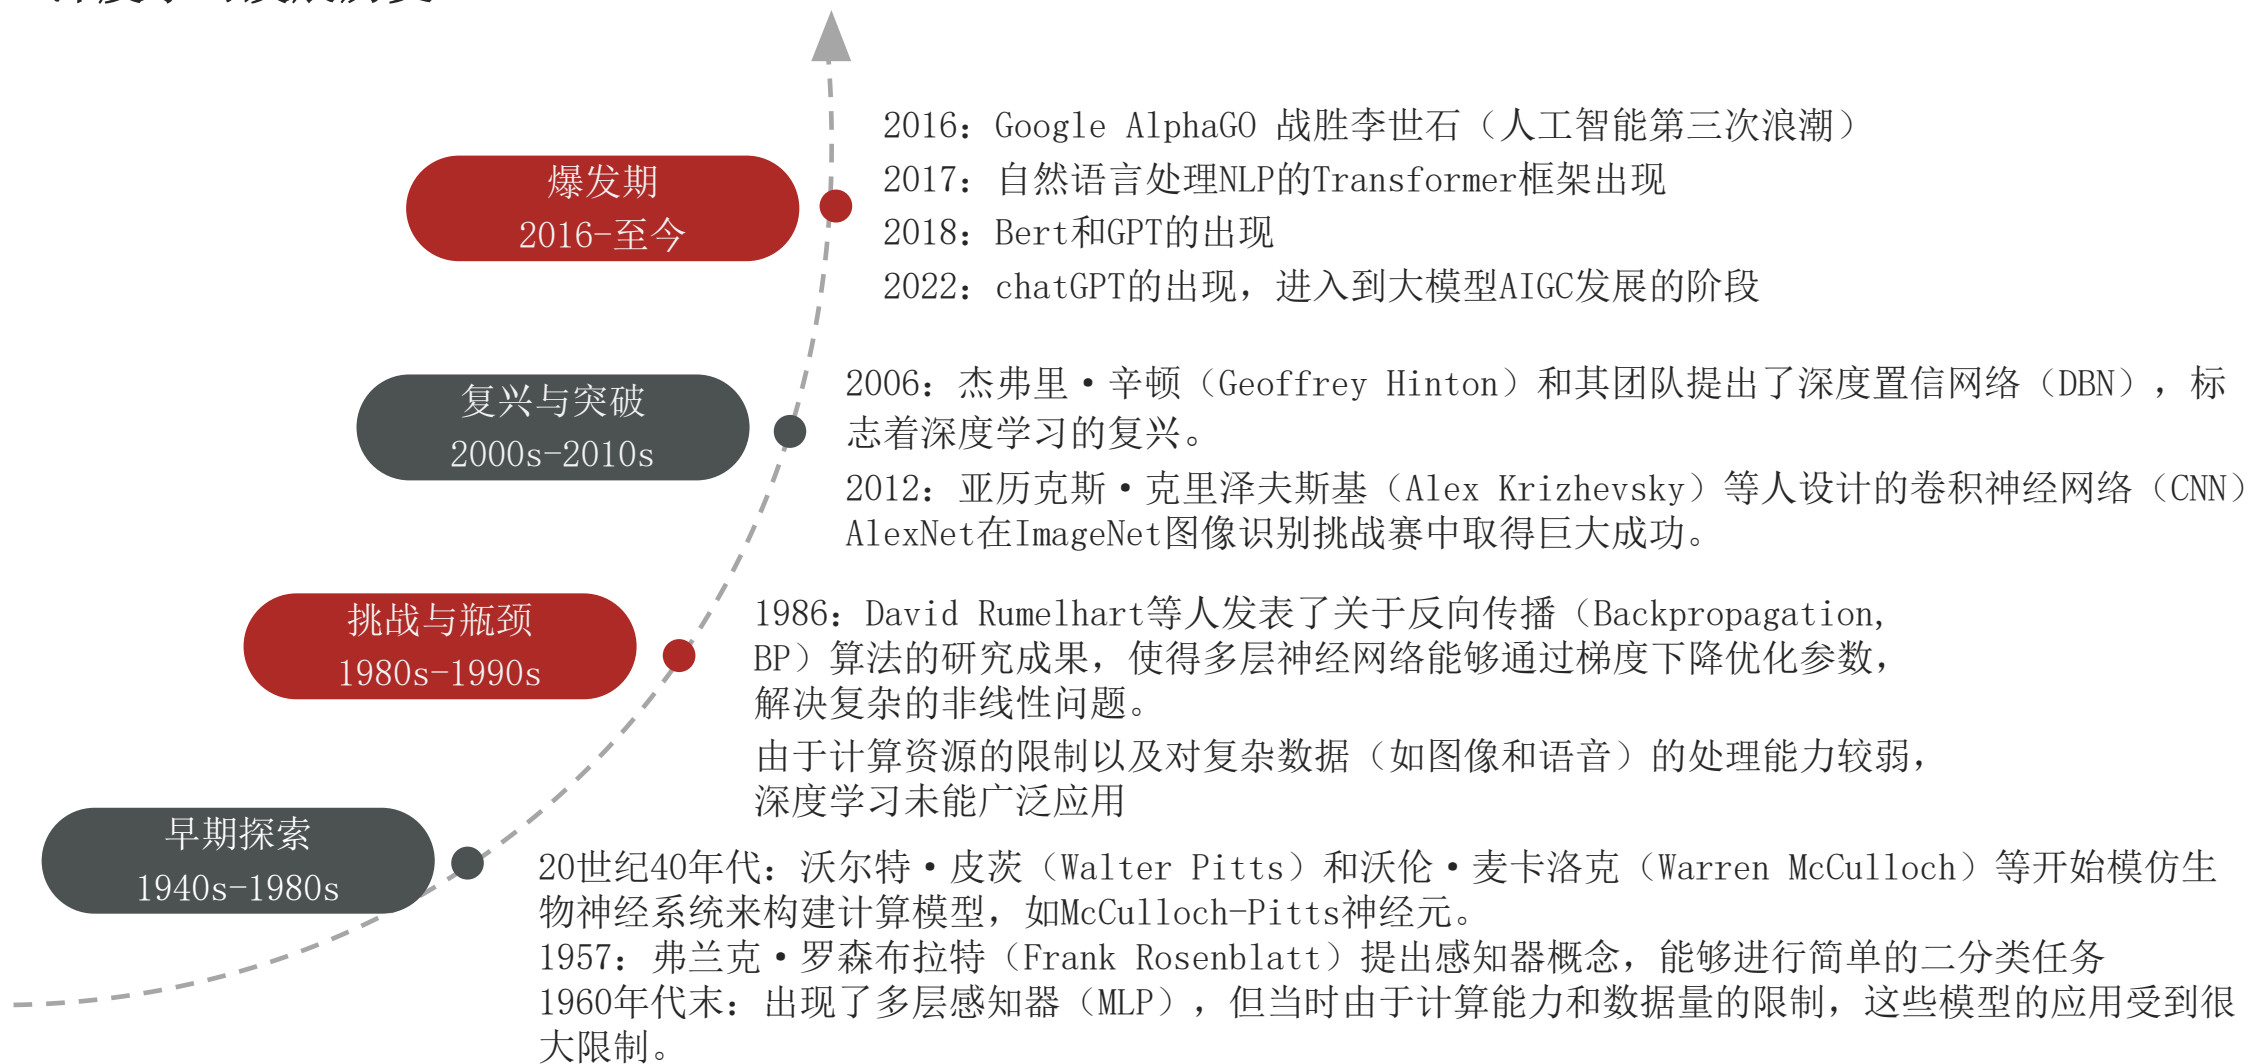 2016：Google AlphaGO 战胜李世石（人工智能第三次浪潮）
2017：自然语言处理NLP的Transformer框架出现
2018：Bert和GPT的出现
2022：chatGPT的出现，进入到大模型AIGC发展的阶段
爆发期
2016-至今
2006：杰弗里·辛顿（Geoffrey Hinton）和其团队提出了深度置信网络（DBN），标
志着深度学习的复兴。
2012：亚历克斯·克里泽夫斯基（Alex Krizhevsky）等人设计的卷积神经网络（CNN）
AlexNet在ImageNet图像识别挑战赛中取得巨大成功。
复兴与突破
2000s-2010s
1986：David Rumelhart等人发表了关于反向传播（Backpropagation,
BP）算法的研究成果，使得多层神经网络能够通过梯度下降优化参数，
解决复杂的非线性问题。
由于计算资源的限制以及对复杂数据（如图像和语音）的处理能力较弱，
深度学习未能广泛应用
挑战与瓶颈
1980s-1990s
早期探索
1940s-1980s
20世纪40年代：沃尔特·皮茨（Walter Pitts）和沃伦·麦卡洛克（Warren McCulloch）等开始模仿生
物神经系统来构建计算模型，如McCulloch-Pitts神经元。
1957：弗兰克·罗森布拉特（Frank Rosenblatt）提出感知器概念，能够进行简单的二分类任务
1960年代末：出现了多层感知器（MLP），但当时由于计算能力和数据量的限制，这些模型的应用受到很
大限制。